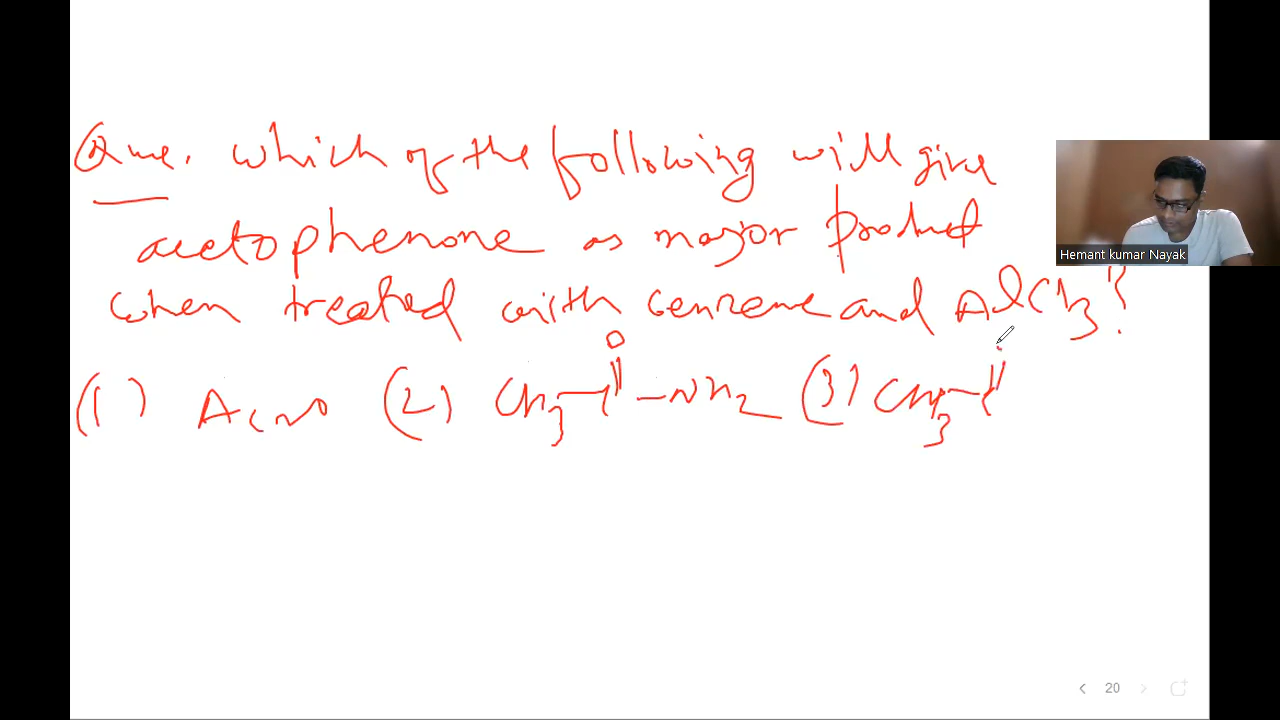 Que. which of the following will give
acetophenone as major product
when treated with benzene and AlCl3?
(1) (2) CH3-C-NH2 (3) CH3-C
O
Hemant kumar Nayak
20